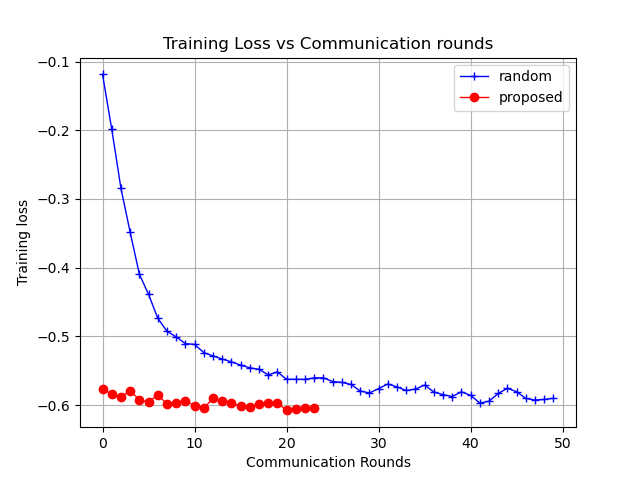 Training Loss vs Communication rounds
random
proposed
Training loss
−0.1
−0.2
−0.3
−0.4
−0.5
−0.6
0
10
20
30
40
50
Communication Rounds